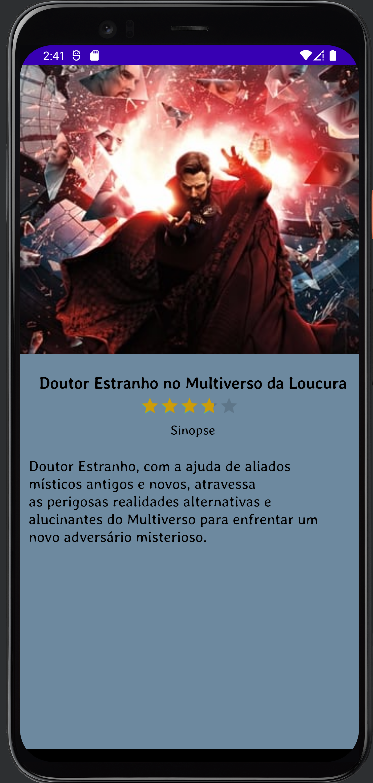 2:41
Doutor Estranho no Multiverso da Loucura
Sinopse
Doutor Estranho, com a ajuda de aliados
místicos antigos e novos, atravessa
as perigosas realidades alternativas e
alucinantes do Multiverso para enfrentar um
novo adversário misterioso.